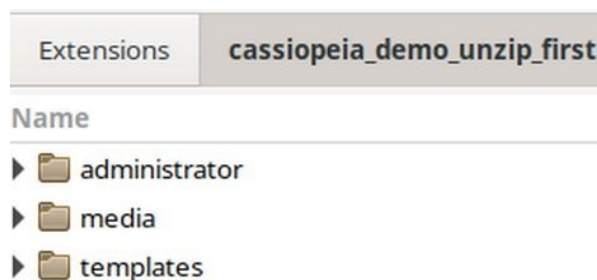 Extensions cassiopeia_demo_unzip_first
Name
administrator
media
templates